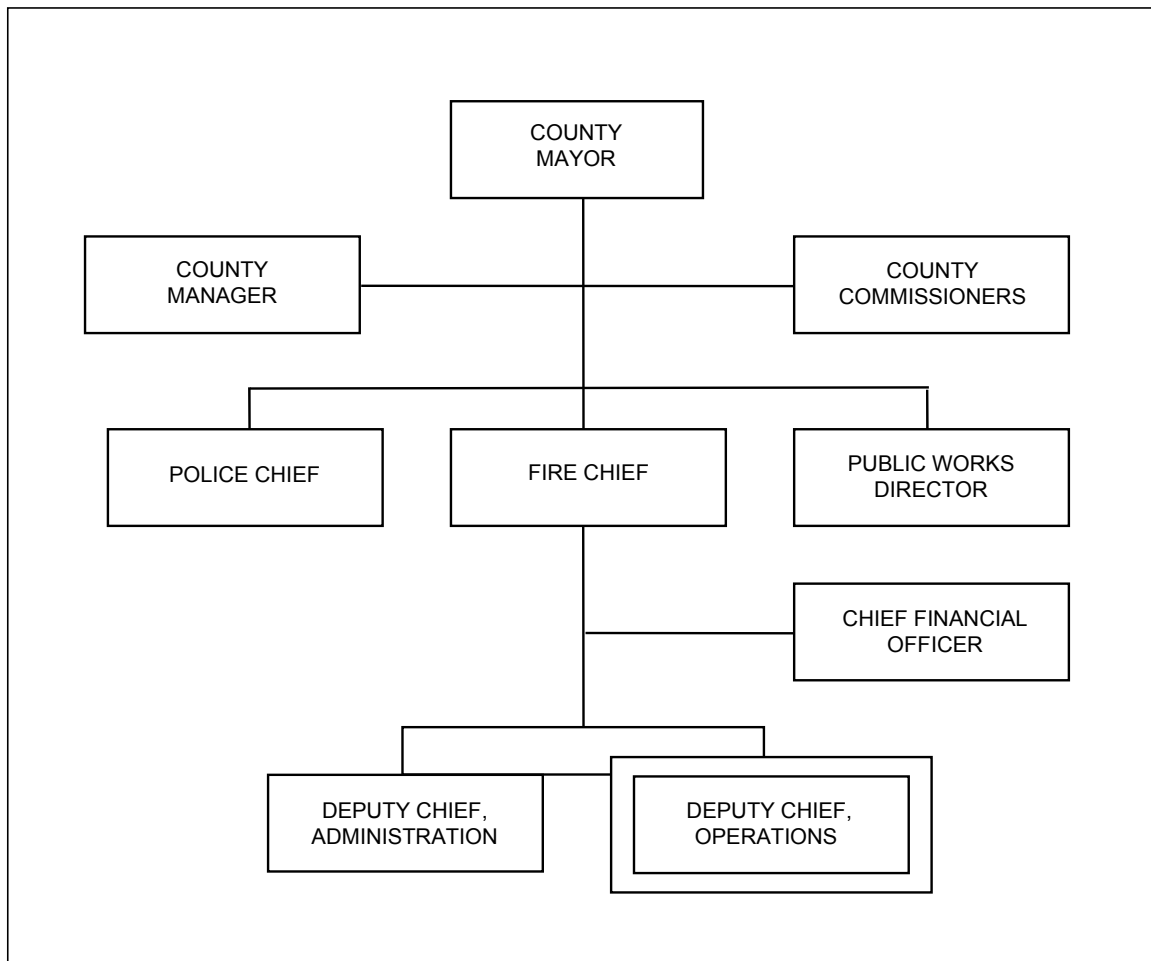 COUNTY
MAYOR
COUNTY
MANAGER
COUNTY
COMMISSIONERS
POLICE CHIEF
FIRE CHIEF
PUBLIC WORKS
DIRECTOR
CHIEF FINANCIAL
OFFICER
DEPUTY CHIEF,
ADMINISTRATION
DEPUTY CHIEF,
OPERATIONS